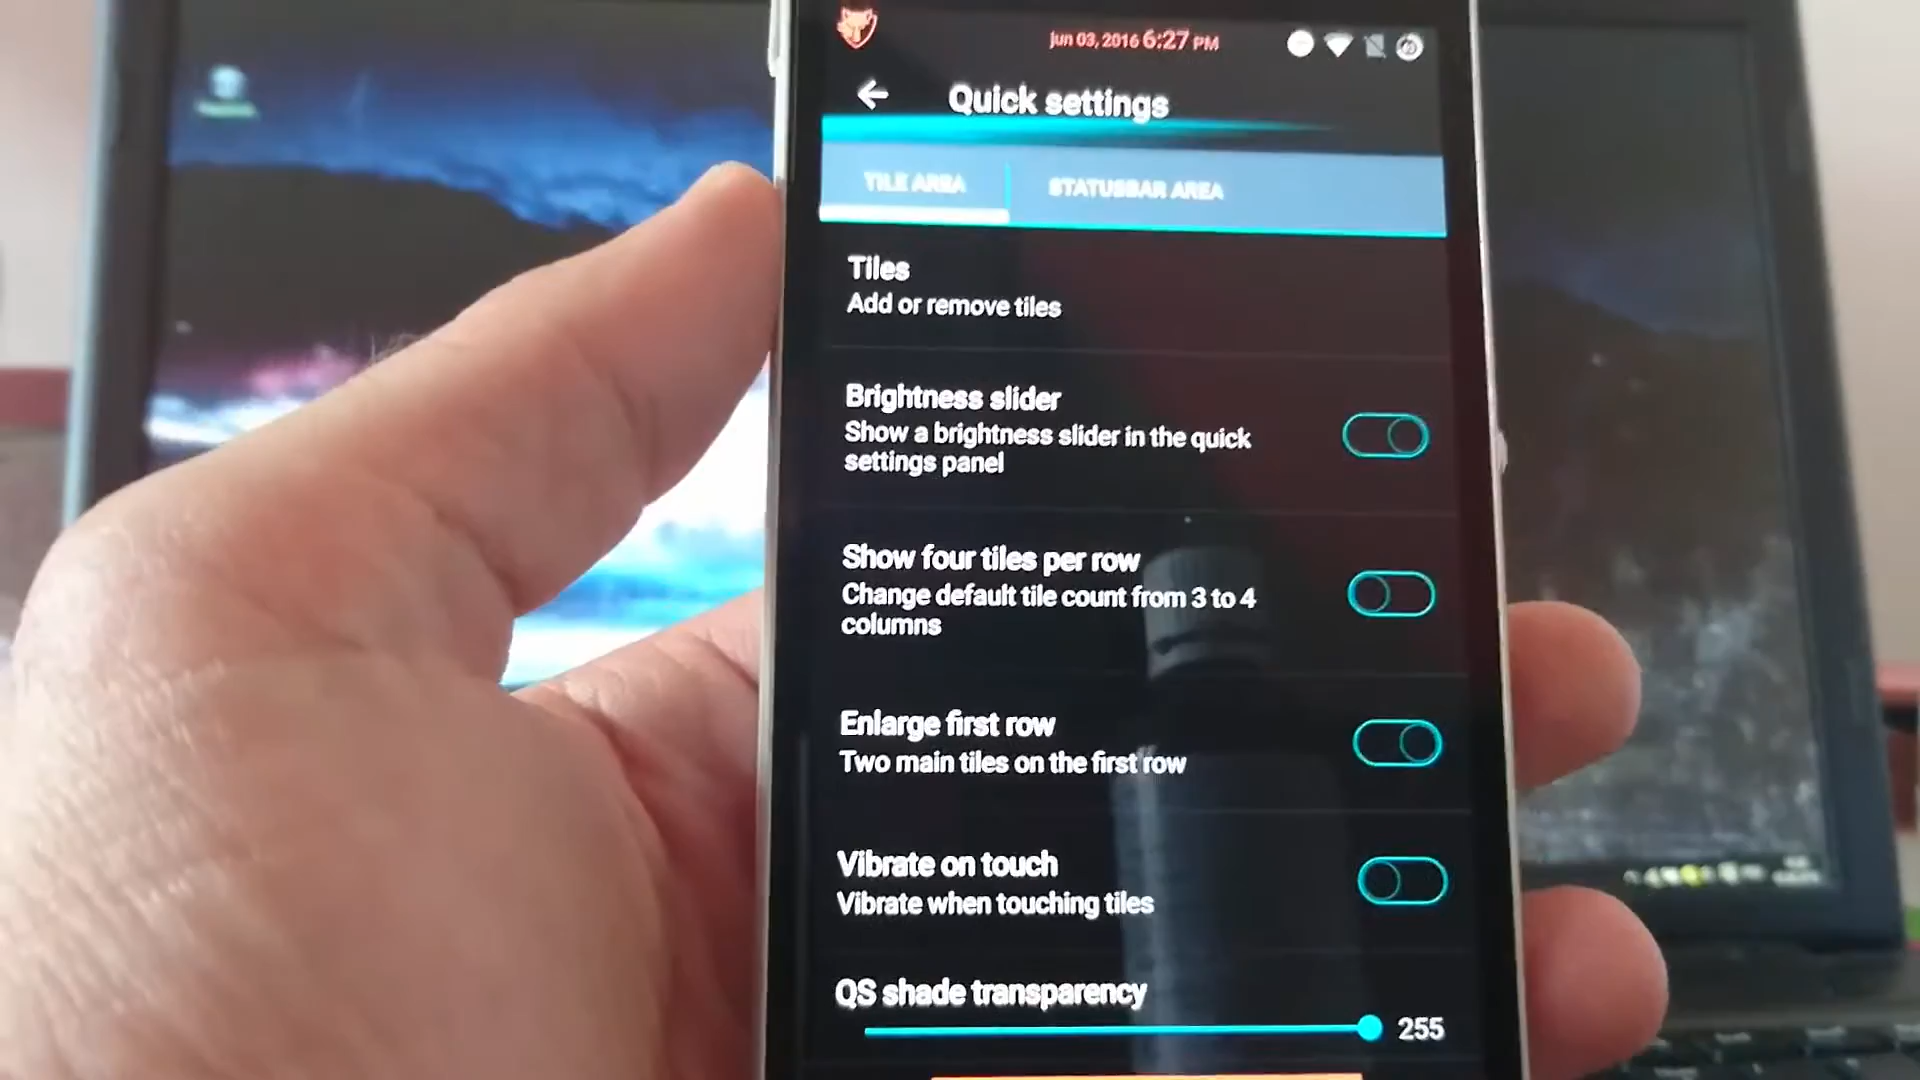 Jun 03, 2016 6:27 PM
Quick settings
TILE AREA
STATUSBAR AREA
Tiles
Add or remove tiles
Brightness slider
Show a brightness slider in the quick
settings panel
Show four tiles per row
Change default tile count from 3 to 4
columns
Enlarge first row
Two main tiles on the first row
Vibrate on touch
Vibrate when touching tiles
QS shade transparency
255